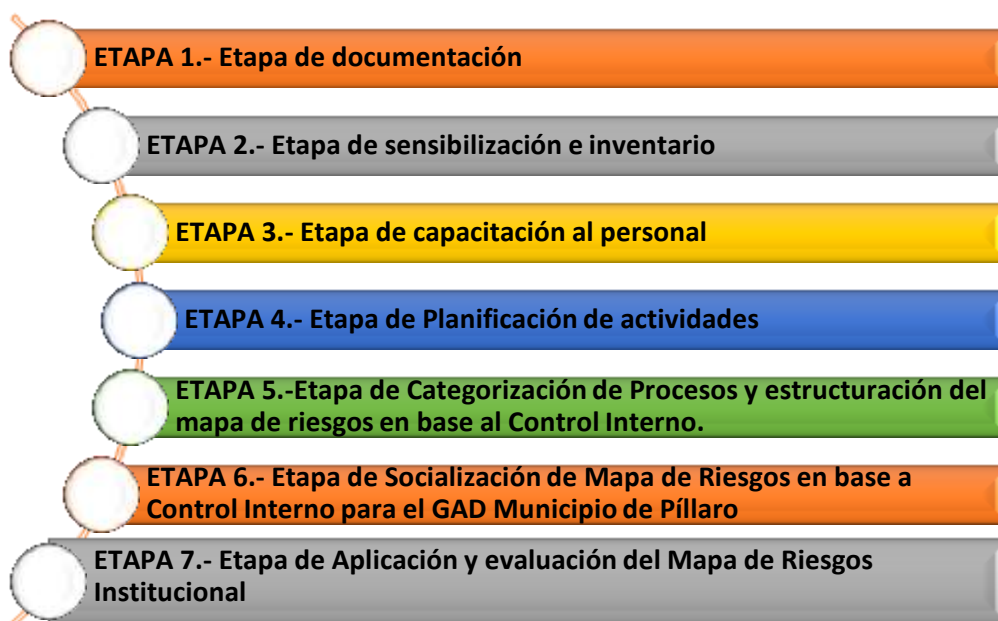 ETAPA 1.- Etapa de documentación
ETAPA 2.- Etapa de sensibilización e inventario
ETAPA 3.- Etapa de capacitación al personal
ETAPA 4.- Etapa de Planificación de actividades
ETAPA 5.-Etapa de Categorización de Procesos y estructuración del
mapa de riesgos en base al Control Interno.
ETAPA 6.- Etapa de Socialización de Mapa de Riesgos en base a
Control Interno para el GAD Municipio de Píllaro
ETAPA 7.- Etapa de Aplicación y evaluación del Mapa de Riesgos
Institucional